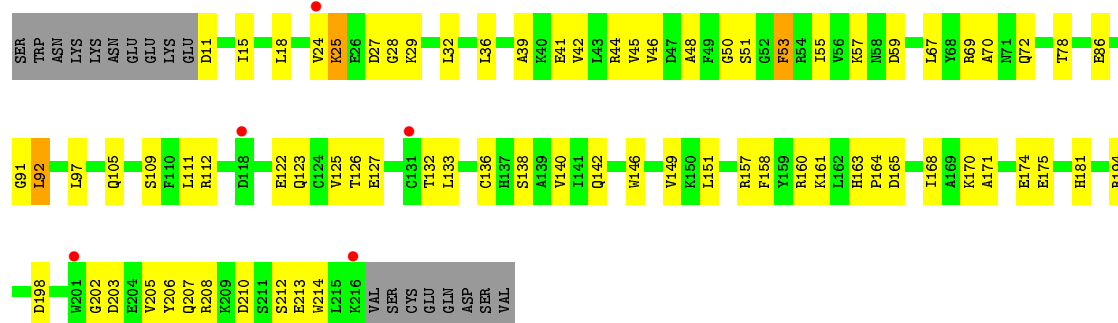 SER TRP ASN LYS LYS ASN GLU GLU LYS GLU D11 I15 L18 V24 K25 E26 D27 G28 K29 L32 L36 A39 K40 E41 V42 L43 R44 V45 V46 D47 A48 F49 G50 S51 G52 F53 R54 I55 V56 K57 N58 D59 L67 Y68 R69 A70 N71 Q72 T78 E86
G91 L92 L97 Q105 S109 F110 L111 R112 D118 E122 Q123 C124 V125 T126 E127 C131 T132 L133 C136 H137 S138 A139 V140 I141 Q142 W146 V149 K150 L151 R157 F158 Y159 R160 K161 L162 H163 P164 D165 I168 A169 K170 A171 E174 E175 H181
D198 W201 G202 D203 E204 V205 Y206 Q207 R208 K209 D210 S211 S212 E213 W214 L215 K216 VAL SER CYS GLU GLN ASP SER VAL